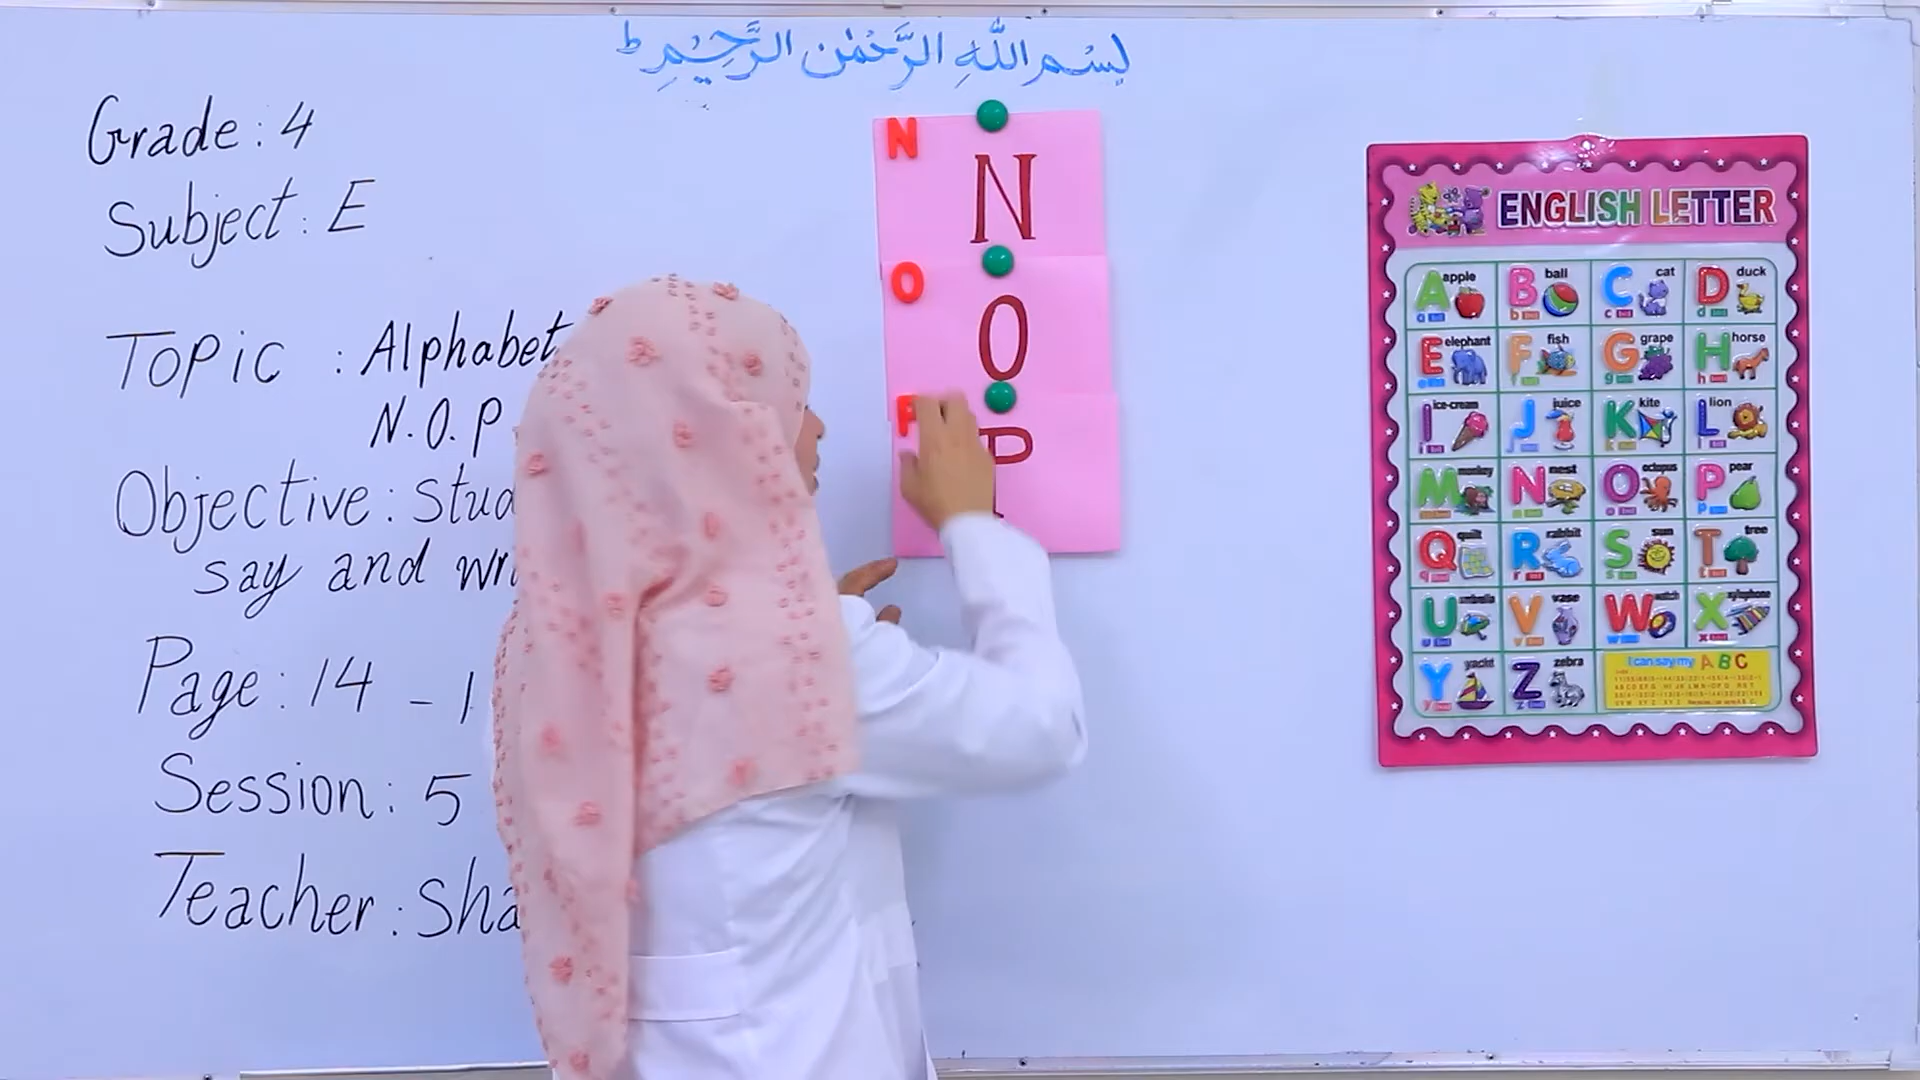 بِسْمِ اللَّهِ الرَّحْمٰنِ الرَّحِيْمِ ط
Grade : 4
Subject : E
Topic : Alphabet
N.O.P
Objective : stud
say and wri
Page : 14 - 1
Session : 5
Teacher : Sha
N
N
O
O
P
P
ENGLISH LETTER
A apple
B ball
C cat
D duck
E elephant
F fish
G grape
H horse
I ice-cream
J juice
K kite
L lion
M monkey
N nest
O octopus
P pear
Q quilt
R rabbit
S sun
T tree
U umbrella
V vase
W watch
X xylophone
Y yacht
Z zebra
I can say my ABC